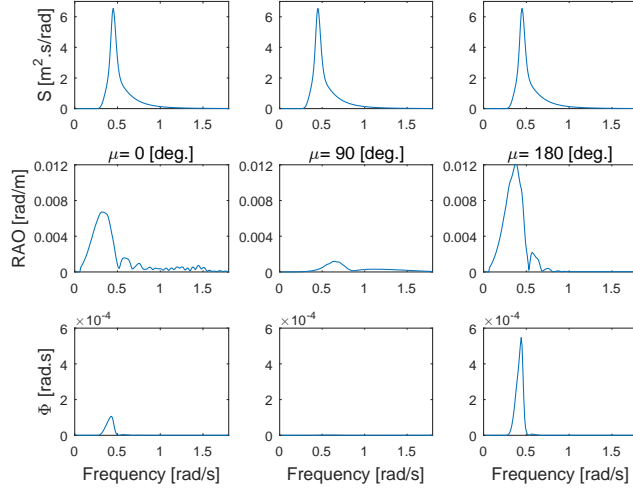 S [m².s/rad]
6
4
2
0
0 0.5 1 1.5
6
4
2
0
0 0.5 1 1.5
6
4
2
0
0 0.5 1 1.5
μ= 0 [deg.]
μ= 90 [deg.]
μ= 180 [deg.]
RAO [rad/m]
0.012
0.008
0.004
0
0 0.5 1 1.5
0.012
0.008
0.004
0
0 0.5 1 1.5
0.012
0.008
0.004
0
0 0.5 1 1.5
Φ [rad.s]
×10⁻⁴
6
4
2
0
0 0.5 1 1.5
Frequency [rad/s]
×10⁻⁴
6
4
2
0
0 0.5 1 1.5
Frequency [rad/s]
×10⁻⁴
6
4
2
0
0 0.5 1 1.5
Frequency [rad/s]